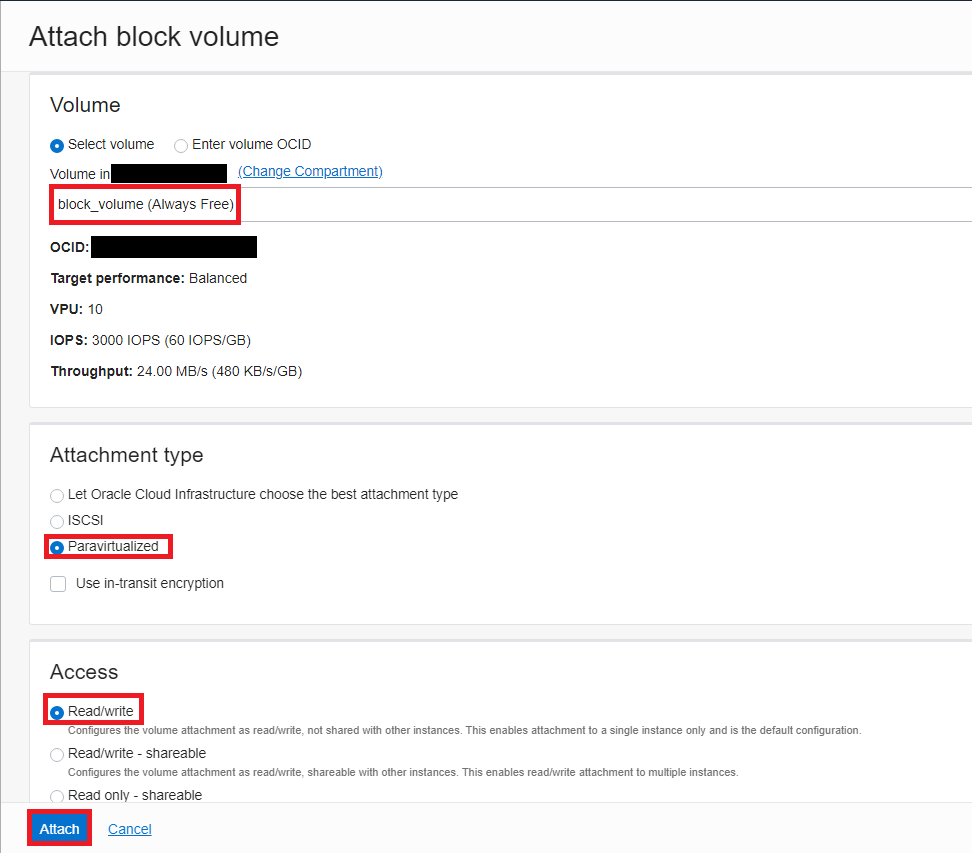 Attach block volume
Volume
Select volume Enter volume OCID
Volume in (Change Compartment)
block_volume (Always Free)
OCID:
Target performance: Balanced
VPU: 10
IOPS: 3000 IOPS (60 IOPS/GB)
Throughput: 24.00 MB/s (480 KB/s/GB)
Attachment type
Let Oracle Cloud Infrastructure choose the best attachment type
ISCSI
Paravirtualized
Use in-transit encryption
Access
Read/write
Configures the volume attachment as read/write, not shared with other instances. This enables attachment to a single instance only and is the default configuration.
Read/write - shareable
Configures the volume attachment as read/write, shareable with other instances. This enables read/write attachment to multiple instances.
Read only - shareable
Attach Cancel